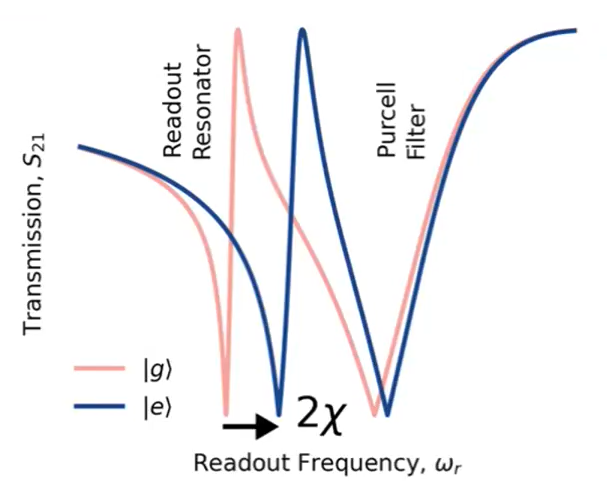 Readout
Resonator
Purcell
Filter
Transmission, S₂₁
|g⟩
|e⟩
2χ
Readout Frequency, ωᵣ